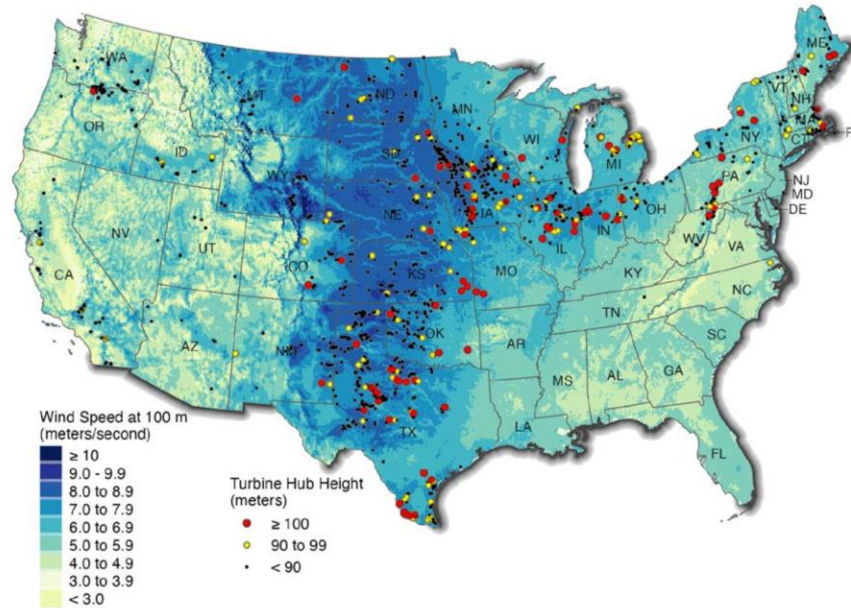 WA
MT
ND
MN
ME
VT
NH
MA
CT
OR
ID
SD
WI
MI
NY
WY
NE
IA
PA
NJ
MD
DE
NV
UT
CO
KS
MO
IL
IN
OH
WV
VA
KY
CA
AZ
NM
OK
AR
TN
NC
SC
MS
AL
GA
TX
LA
FL
Wind Speed at 100 m
(meters/second)
≥ 10
9.0 - 9.9
8.0 to 8.9
7.0 to 7.9
6.0 to 6.9
5.0 to 5.9
4.0 to 4.9
3.0 to 3.9
< 3.0
Turbine Hub Height
(meters)
≥ 100
90 to 99
< 90